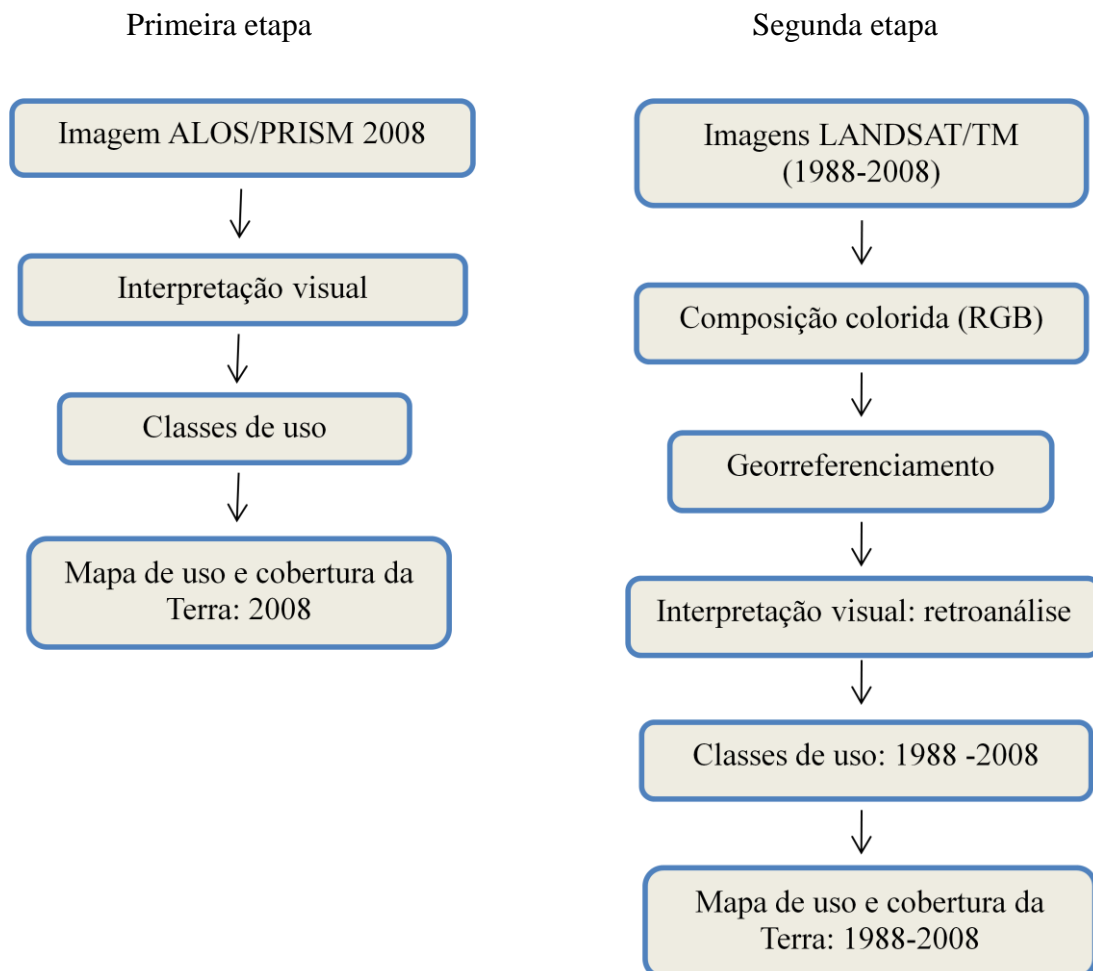 Primeira etapa
Imagem ALOS/PRISM 2008
Interpretação visual
Classes de uso
Mapa de uso e cobertura da
Terra: 2008
Segunda etapa
Imagens LANDSAT/TM
(1988-2008)
Composição colorida (RGB)
Georreferenciamento
Interpretação visual: retroanálise
Classes de uso: 1988 -2008
Mapa de uso e cobertura da
Terra: 1988-2008